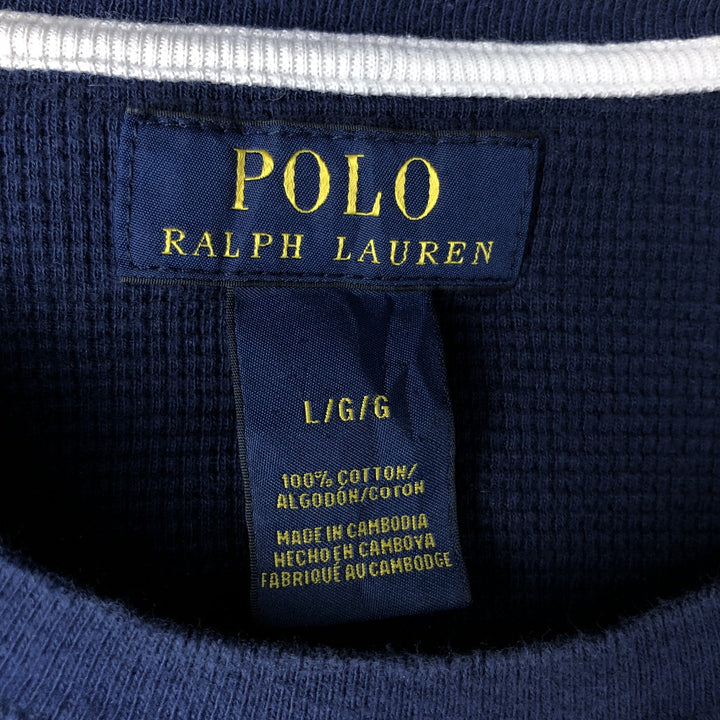 POLO
RALPH LAUREN
L/G/G
100% COTTON/
ALGODÓN/COTON
MADE IN CAMBODIA
HECHO EN CAMBOYA
FABRIQUÉ AU CAMBODGE